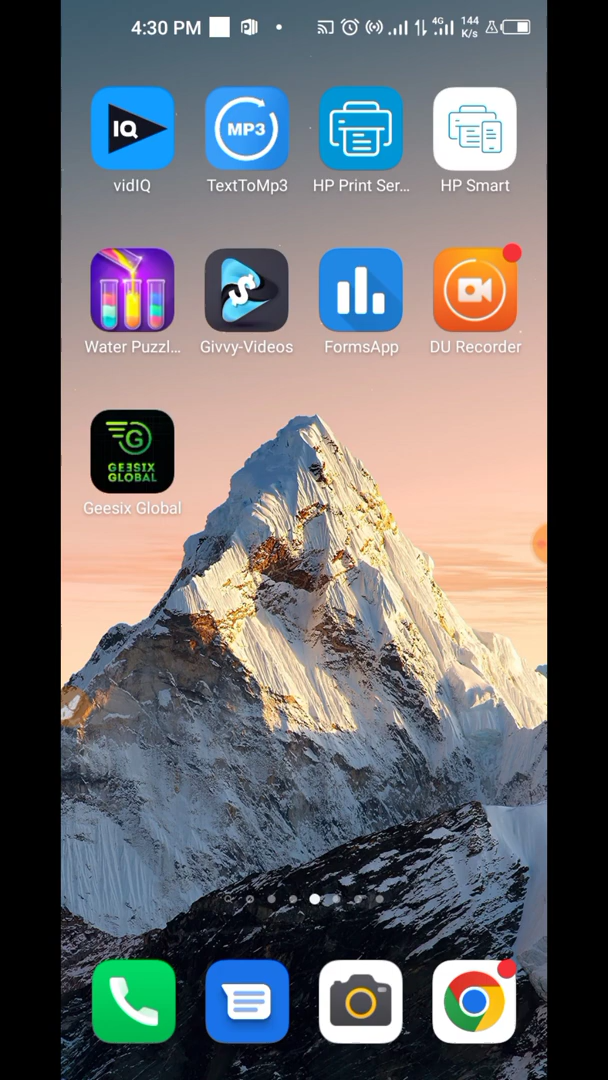 4:30 PM
4G 144 K/s
IQ
MP3
vidIQ
TextToMp3
HP Print Ser...
HP Smart
$
Water Puzzl...
Givvy-Videos
FormsApp
DU Recorder
G
GEESIX
GLOBAL
Geesix Global